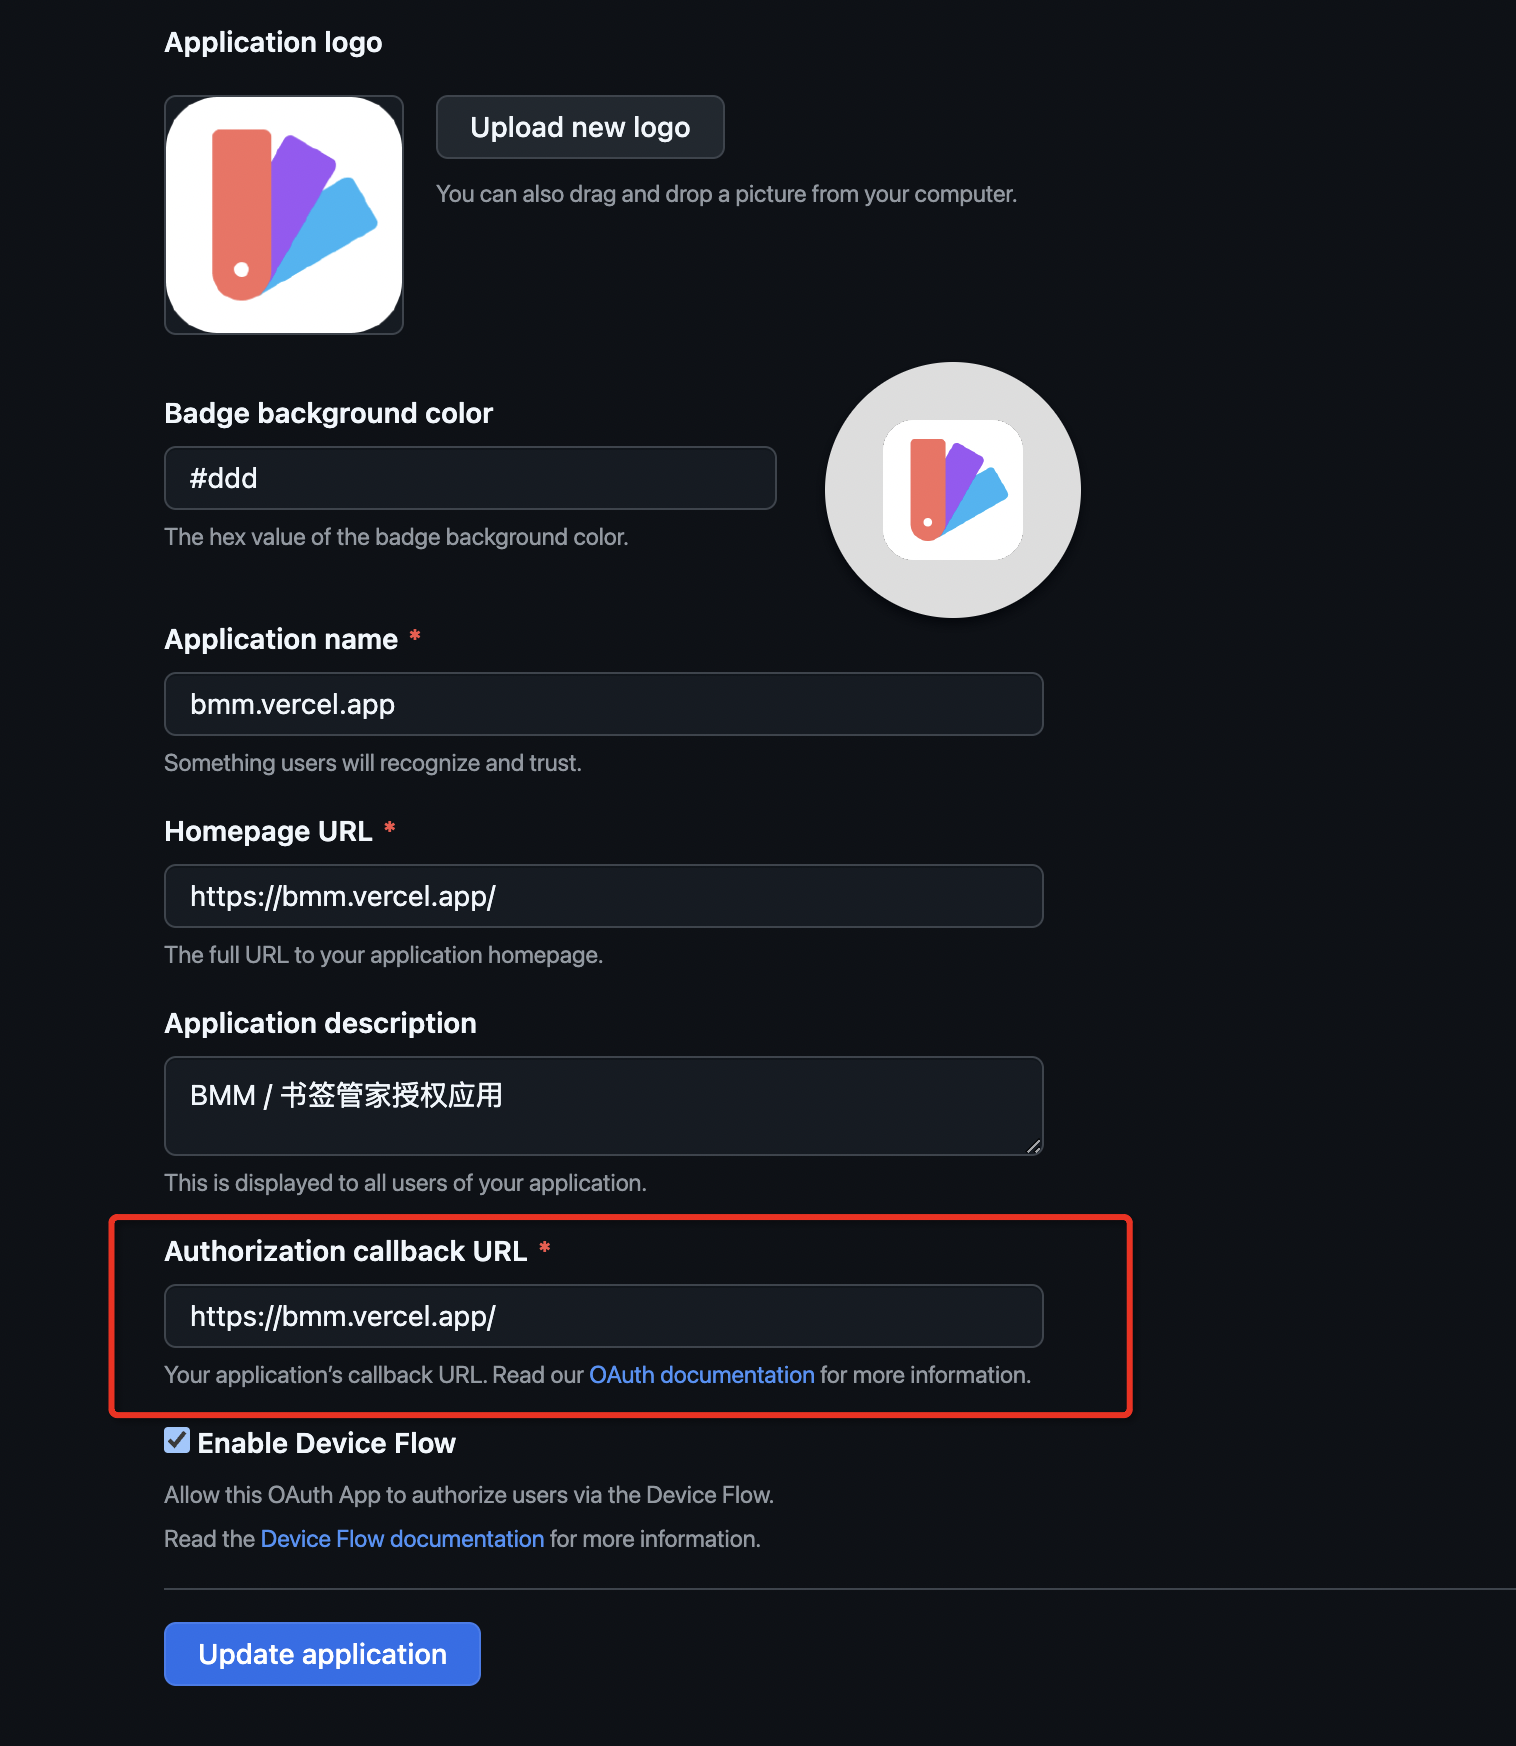 Application logo
Upload new logo
You can also drag and drop a picture from your computer.
Badge background color
#ddd
The hex value of the badge background color.
Application name *
bmm.vercel.app
Something users will recognize and trust.
Homepage URL *
https://bmm.vercel.app/
The full URL to your application homepage.
Application description
BMM / 书签管家授权应用
This is displayed to all users of your application.
Authorization callback URL *
https://bmm.vercel.app/
Your application’s callback URL. Read our OAuth documentation for more information.
Enable Device Flow
Allow this OAuth App to authorize users via the Device Flow.
Read the Device Flow documentation for more information.
Update application